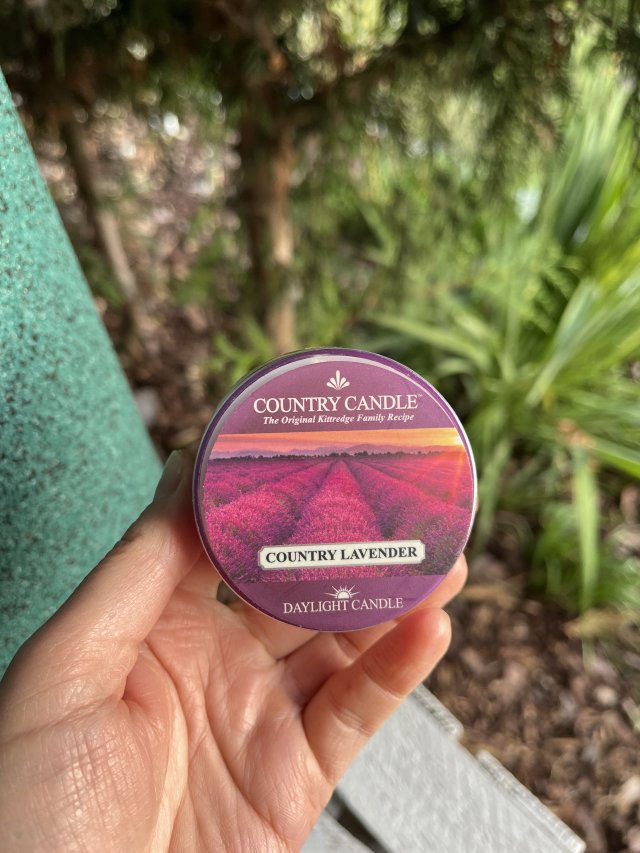 COUNTRY CANDLE™
The Original Kittredge Family Recipe
COUNTRY LAVENDER
DAYLIGHT CANDLE